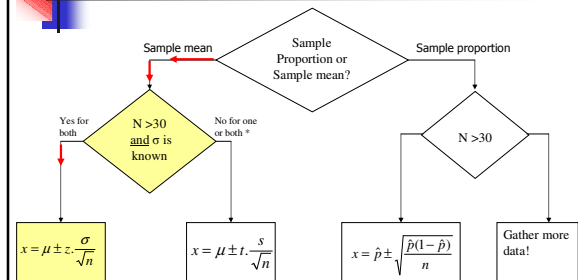 Sample
Proportion or
Sample mean?
Sample mean
Sample proportion
N >30
and σ is
known
Yes for
both
No for one
or both *
N >30
x = μ ± z. σ/√n
x = μ ± t. s/√n
x = p̂ ± √(p̂(1 − p̂)/n)
Gather more
data!